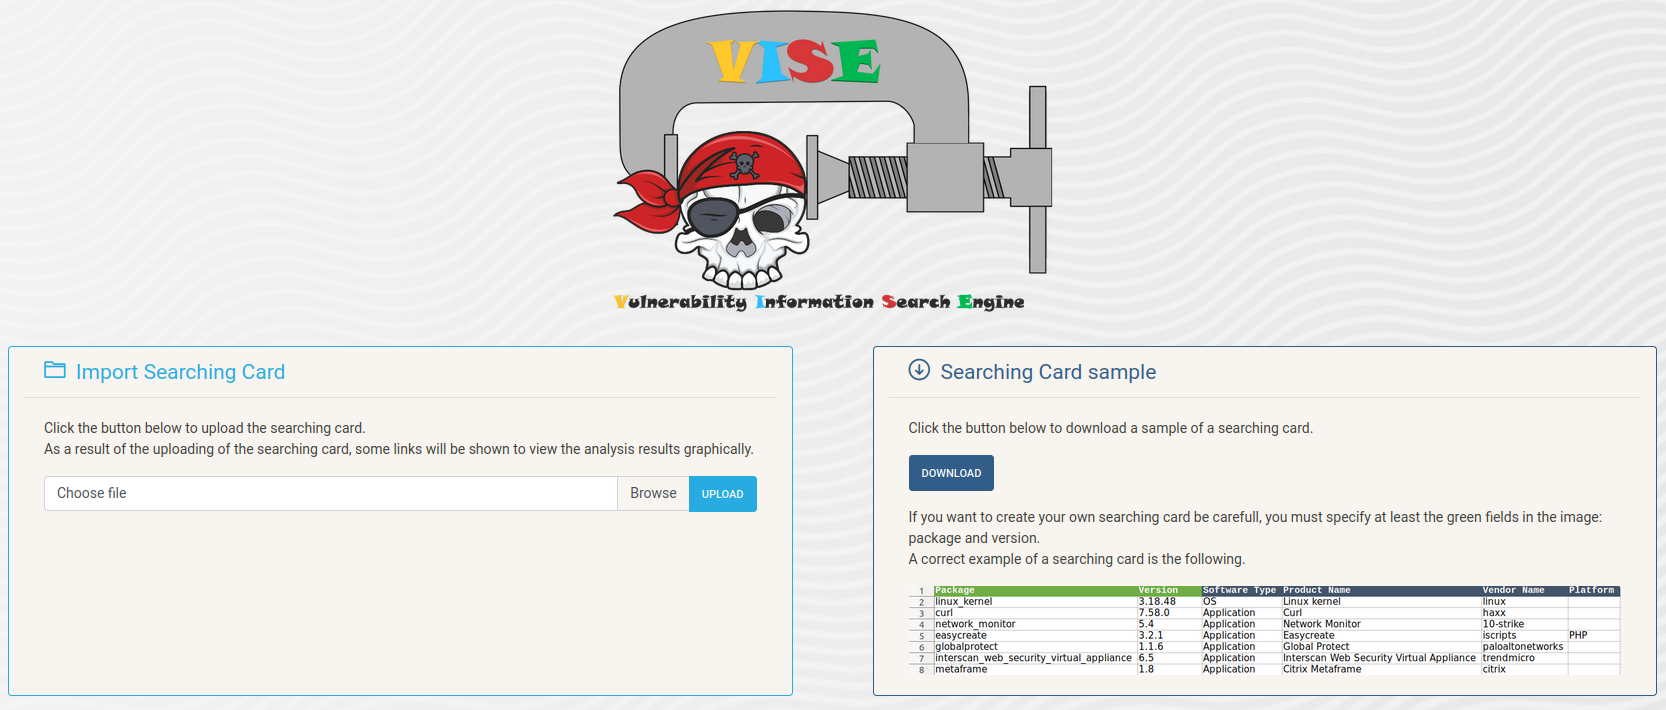 VISE
Vulnerability Information Search Engine
Import Searching Card
Click the button below to upload the searching card.
As a result of the uploading of the searching card, some links will be shown to view the analysis results graphically.
Choose file Browse UPLOAD
Searching Card sample
Click the button below to download a sample of a searching card.
DOWNLOAD
If you want to create your own searching card be carefull, you must specify at least the green fields in the image:
package and version.
A correct example of a searching card is the following.
1 Package Version Software Type Product Name Vendor Name Platform
2 linux_kernel 3.18.48 OS Linux kernel linux
3 curl 7.58.0 Application Curl haxx
4 network_monitor 5.4 Application Network Monitor 10-strike
5 easycreate 3.2.1 Application Easycreate iscripts PHP
6 globalprotect 1.1.6 Application Global Protect paloaltonetworks
7 interscan_web_security_virtual_appliance 6.5 Application Interscan Web Security Virtual Appliance trendmicro
8 metaframe 1.8 Application Citrix Metaframe citrix